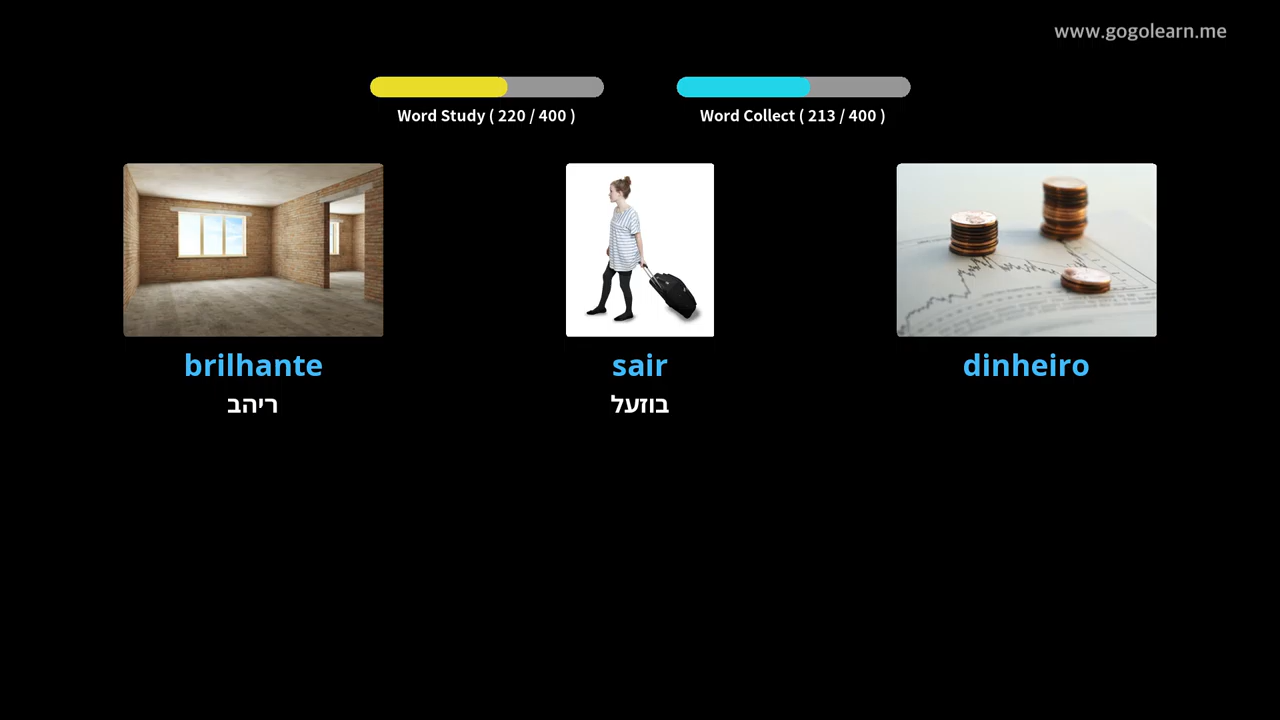 www.gogolearn.me
Word Study ( 220 / 400 )
Word Collect ( 213 / 400 )
brilhante
sair
dinheiro
ריהב
בוזעל